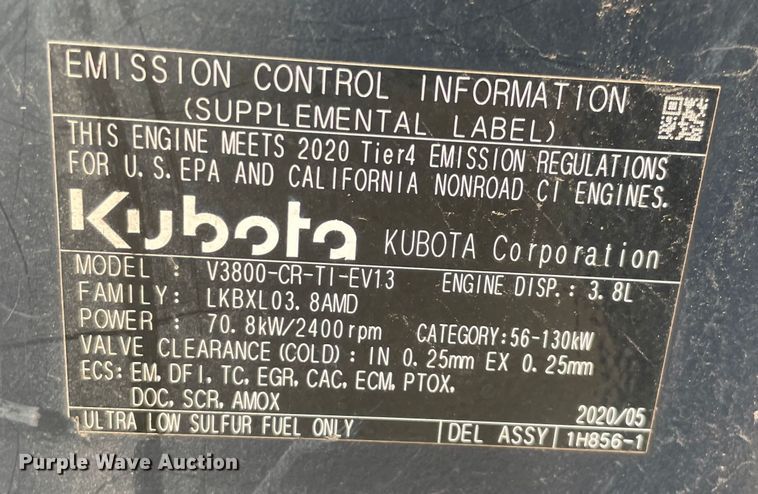 EMISSION CONTROL INFORMATION
(SUPPLEMENTAL LABEL)
THIS ENGINE MEETS 2020 Tier4 EMISSION REGULATIONS
FOR U.S.EPA AND CALIFORNIA NONROAD CI ENGINES.
Kubota KUBOTA Corporation
MODEL : V3800-CR-TI-EV13 ENGINE DISP.: 3.8L
FAMILY: LKBXL03.8AMD
POWER : 70.8kW/2400rpm CATEGORY:56-130kW
VALVE CLEARANCE(COLD): IN 0.25mm EX 0.25mm
ECS: EM, DFI, TC, EGR, CAC, ECM, PTOX,
DOC, SCR, AMOX 2020/05
ULTRA LOW SULFUR FUEL ONLY DEL ASSY 1H856-1
Purple Wave Auction